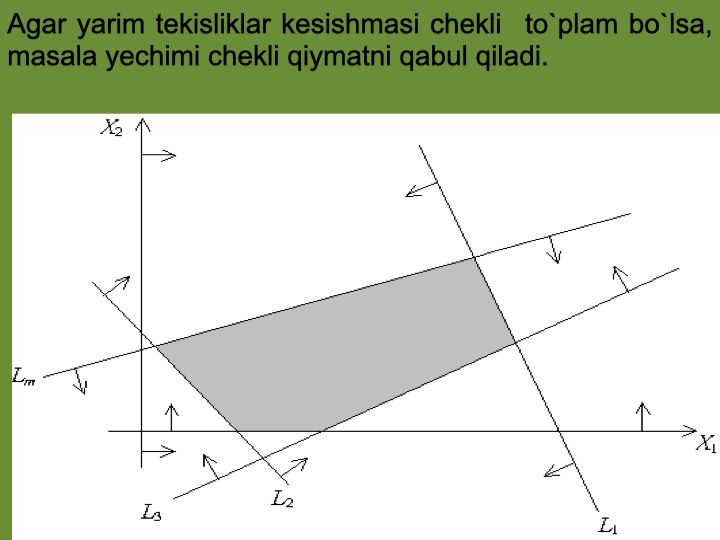 Agar yarim tekisliklar kesishmasi chekli to`plam bo`lsa,
masala yechimi chekli qiymatni qabul qiladi.
X2
Lm
X1
L3
L2
L1